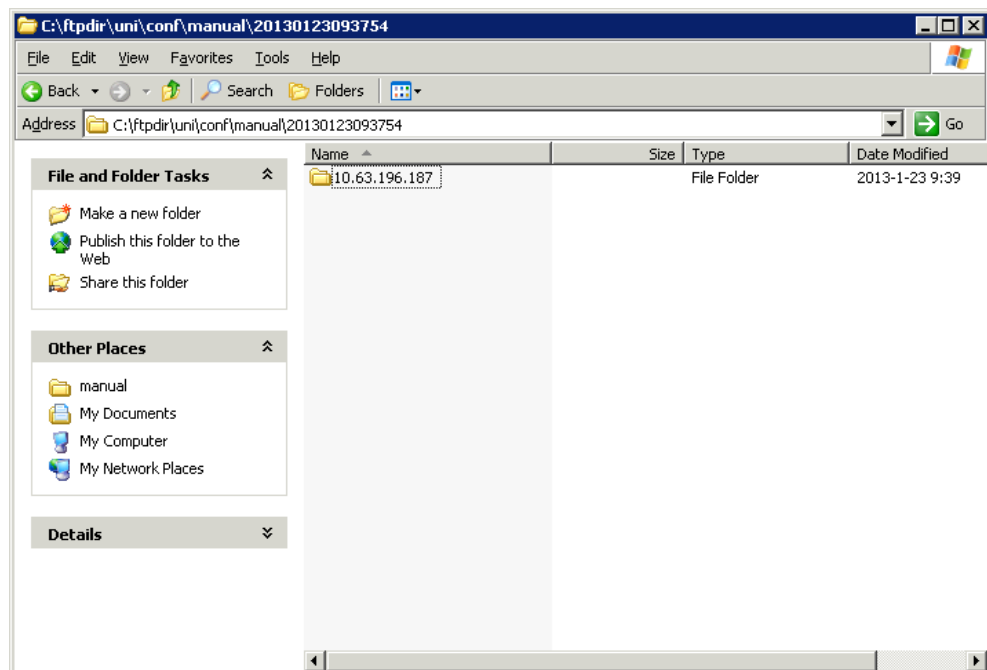 C:\ftpdir\uni\conf\manual\20130123093754
File Edit View Favorites Tools Help
Back Search Folders
Address C:\ftpdir\uni\conf\manual\20130123093754 Go
Name Size Type Date Modified
10.63.196.187 File Folder 2013-1-23 9:39
File and Folder Tasks
Make a new folder
Publish this folder to the
Web
Share this folder
Other Places
manual
My Documents
My Computer
My Network Places
Details